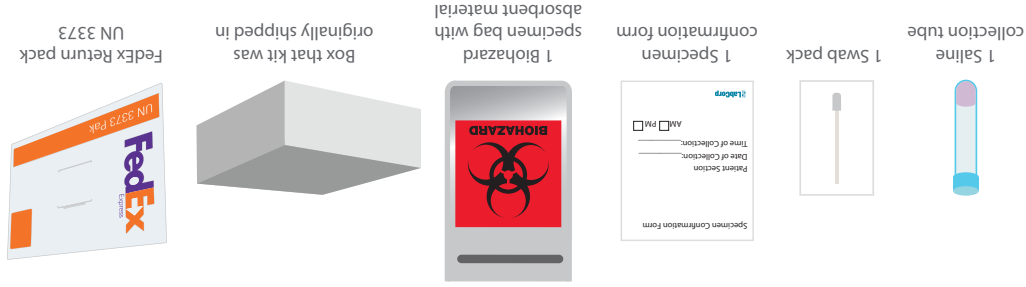 1 Saline
collection tube
1 Swab pack
1 Specimen
confirmation form
1 Biohazard
specimen bag with
absorbent material
Box that kit was
originally shipped in
FedEx Return pack
UN 3373
Specimen Confirmation Form
Patient Section
Date of Collection:
Time of Collection:
AM PM
LabCorp
BIOHAZARD
FedEx
Express
UN 3373 Pak